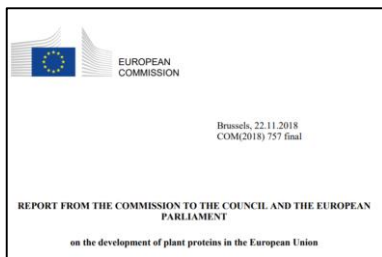 EUROPEAN
COMMISSION
Brussels, 22.11.2018
COM(2018) 757 final
REPORT FROM THE COMMISSION TO THE COUNCIL AND THE EUROPEAN
PARLIAMENT
on the development of plant proteins in the European Union